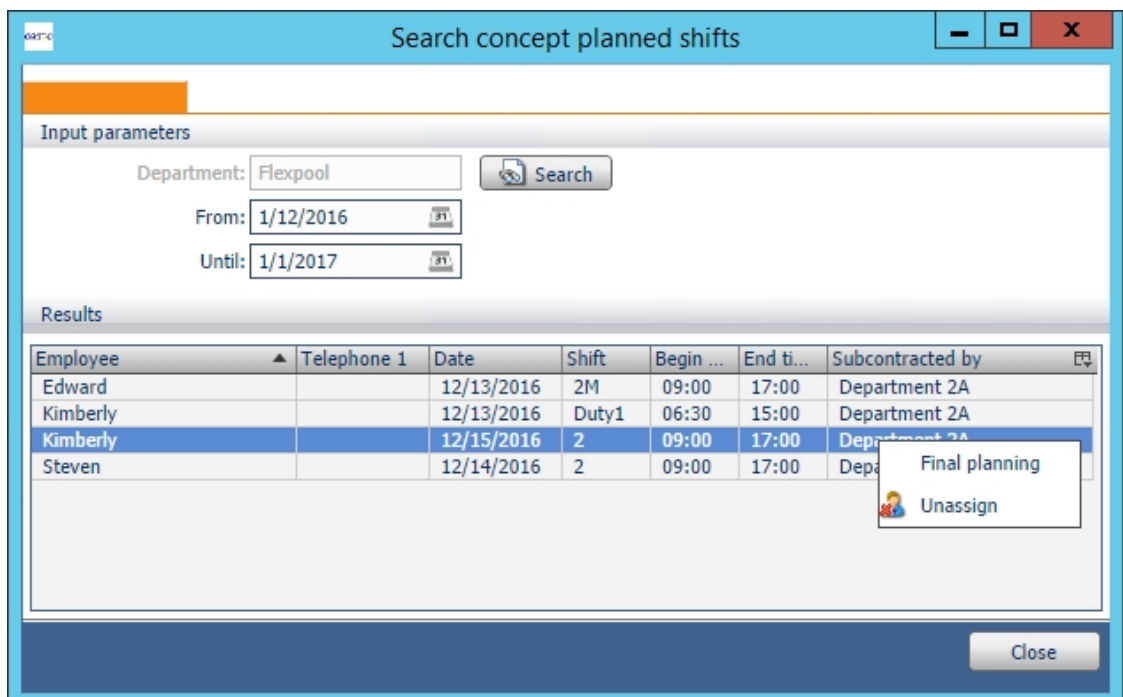 Search concept planned shifts
Input parameters
Department: Flexpool Search
From: 1/12/2016
Until: 1/1/2017
Results
Employee Telephone 1 Date Shift Begin ... End ti... Subcontracted by
Edward 12/13/2016 2M 09:00 17:00 Department 2A
Kimberly 12/13/2016 Duty1 06:30 15:00 Department 2A
Kimberly 12/15/2016 2 09:00 17:00 Department 2A
Steven 12/14/2016 2 09:00 17:00 Depa
Final planning
Unassign
Close